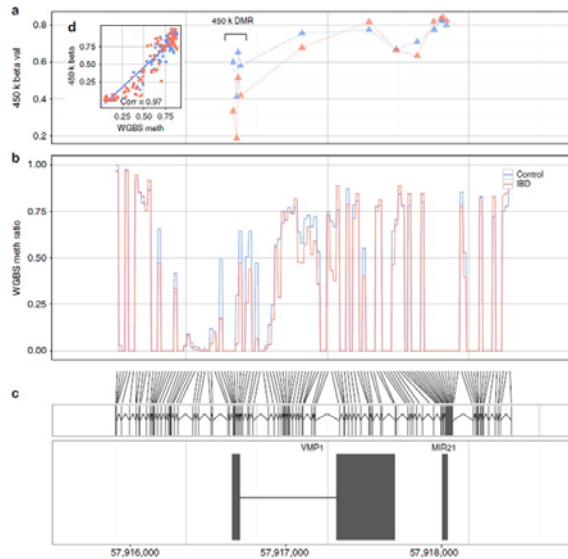 a
d
450 k DMR
0.8
0.6
0.4
0.2
450 k beta val
0.75
0.50
0.25
450 k beta
Corr = 0.97
0.25 0.50 0.75
WGBS meth
b
1.00
0.75
0.50
0.25
0.00
WGBS meth ratio
Control
IBD
c
VMP1
MIR21
57,916,000 57,917,000 57,918,000